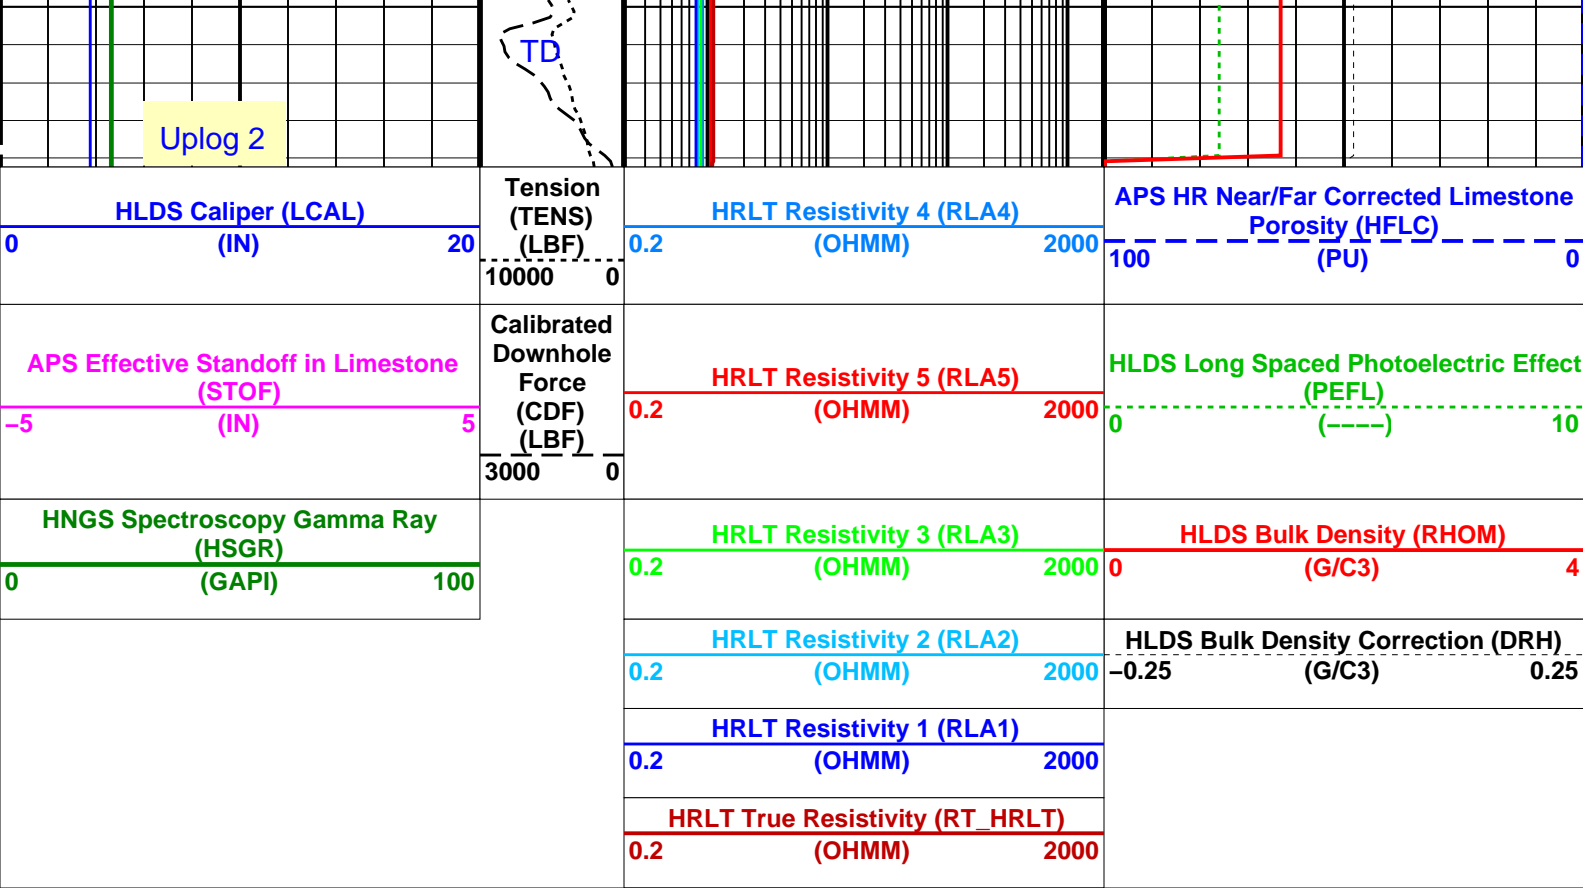 TD
Uplog 2
HLDS Caliper (LCAL)
0 (IN) 20
Tension
(TENS)
(LBF)
10000 0
HRLT Resistivity 4 (RLA4)
0.2 (OHMM) 2000
APS HR Near/Far Corrected Limestone
Porosity (HFLC)
100 (PU) 0
APS Effective Standoff in Limestone
(STOF)
−5 (IN) 5
Calibrated
Downhole
Force
(CDF)
(LBF)
3000 0
HRLT Resistivity 5 (RLA5)
0.2 (OHMM) 2000
HLDS Long Spaced Photoelectric Effect
(PEFL)
0 (−−−−) 10
HNGS Spectroscopy Gamma Ray
(HSGR)
0 (GAPI) 100
HRLT Resistivity 3 (RLA3)
0.2 (OHMM) 2000
HLDS Bulk Density (RHOM)
0 (G/C3) 4
HRLT Resistivity 2 (RLA2)
0.2 (OHMM) 2000
HLDS Bulk Density Correction (DRH)
−0.25 (G/C3) 0.25
HRLT Resistivity 1 (RLA1)
0.2 (OHMM) 2000
HRLT True Resistivity (RT_HRLT)
0.2 (OHMM) 2000